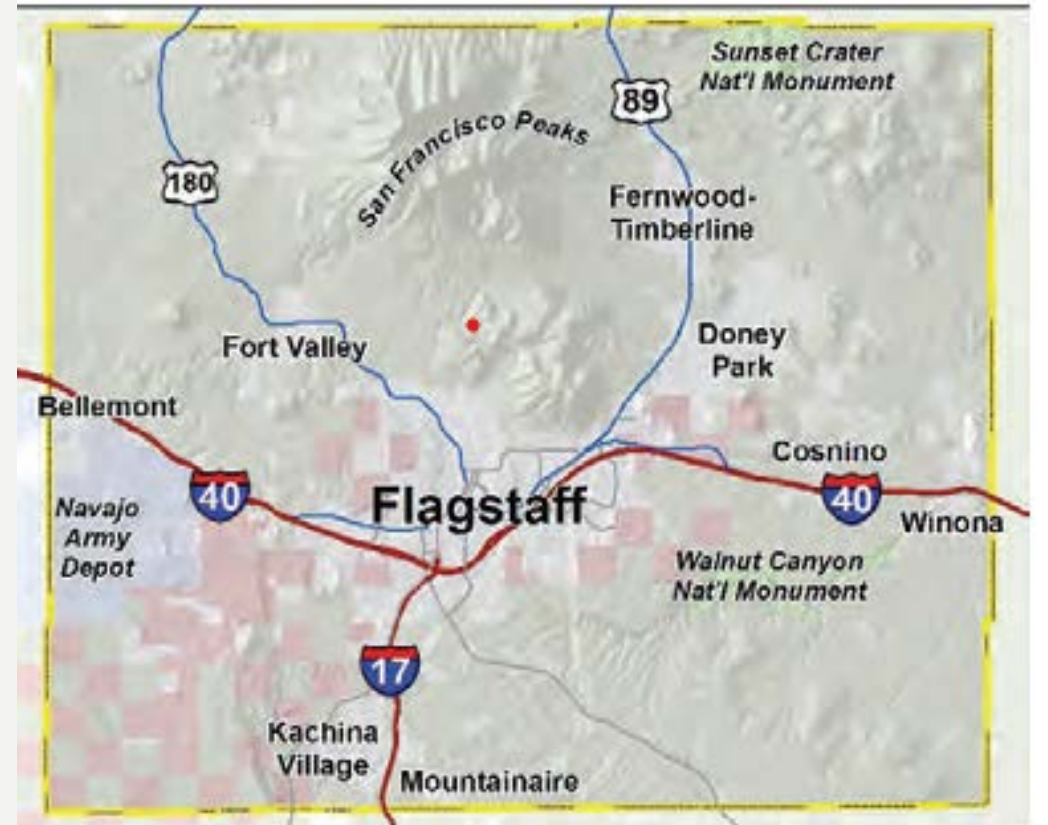 Sunset Crater
Nat'l Monument
89
San Francisco Peaks
180
Fernwood-
Timberline
Doney
Park
Fort Valley
Bellemont
Cosnino
40
Flagstaff
40
Winona
Navajo
Army
Depot
Walnut Canyon
Nat'l Monument
17
Kachina
Village
Mountainaire